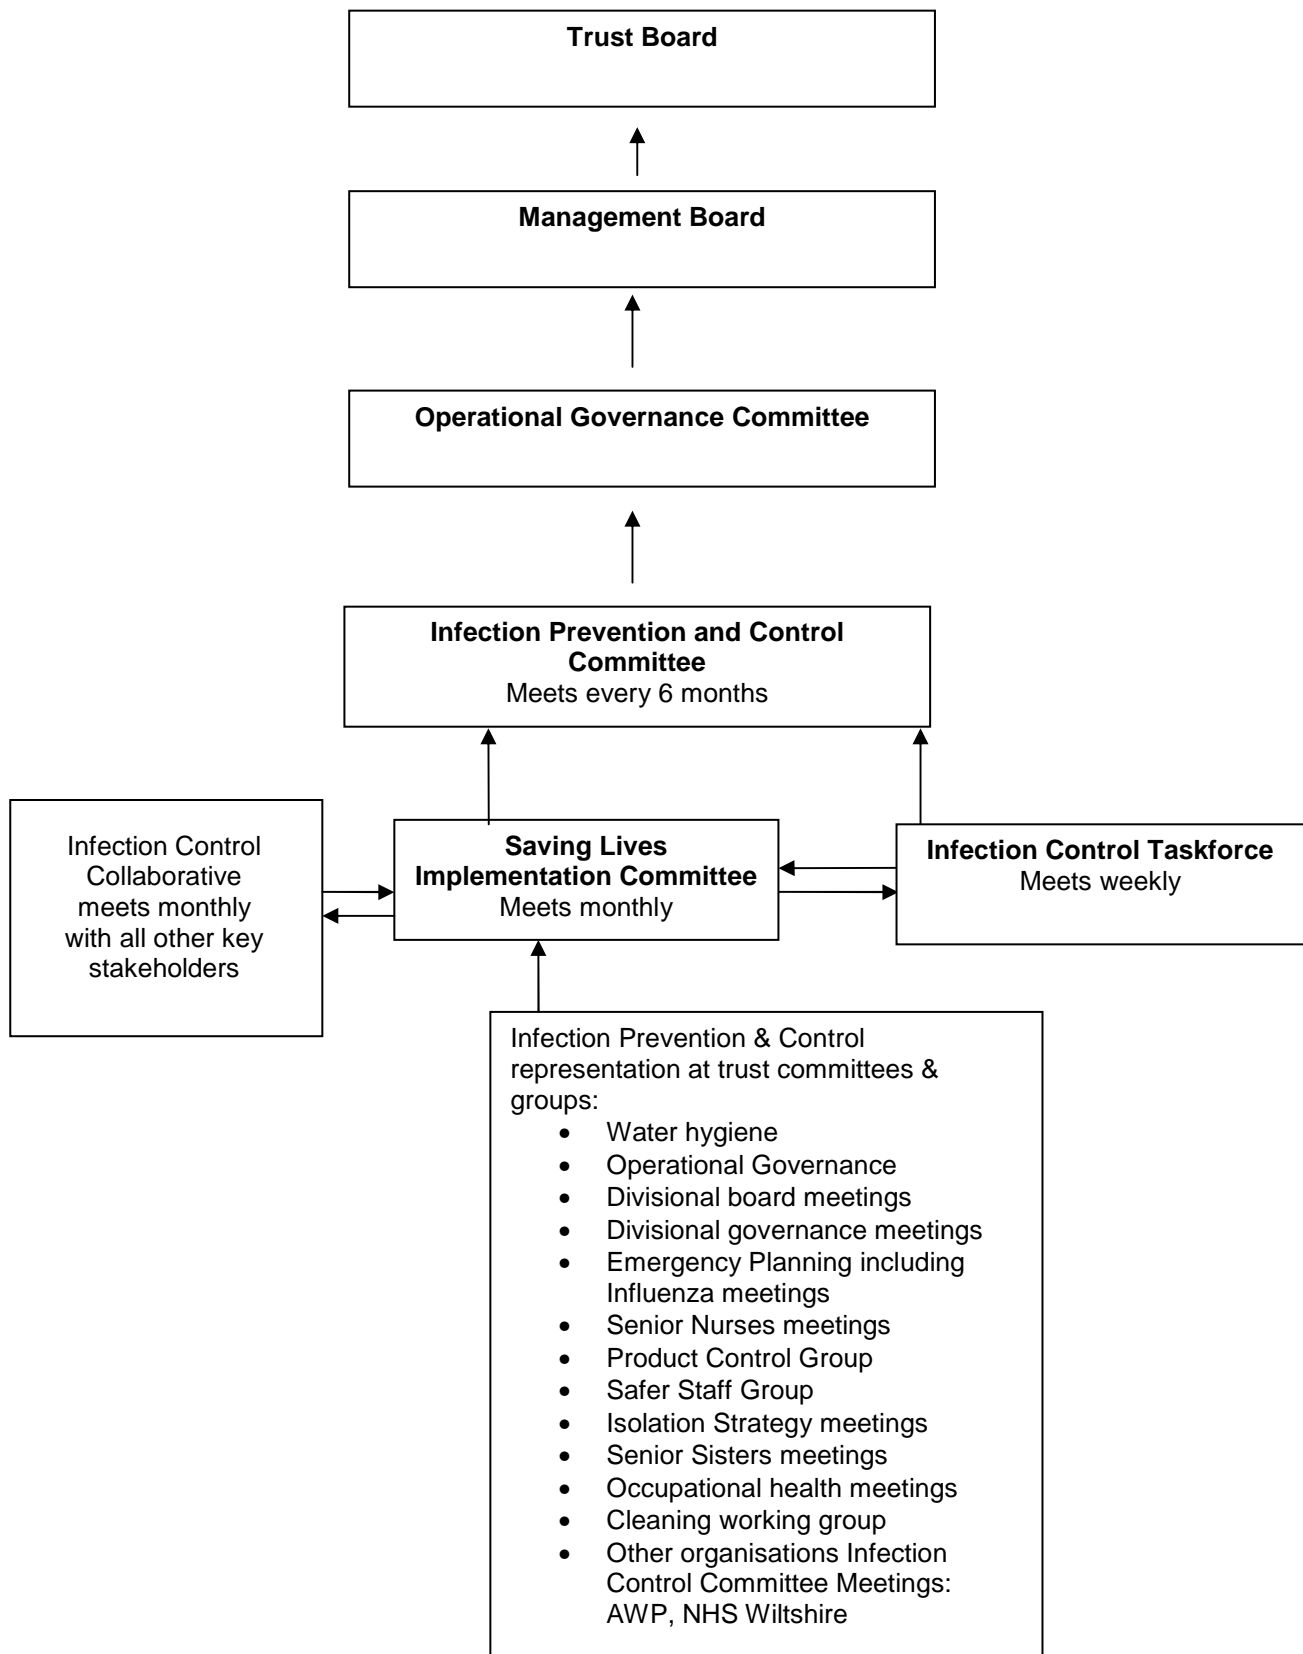 Trust Board
Management Board
Operational Governance Committee
Infection Prevention and Control
Committee
Meets every 6 months
Infection Control
Collaborative
meets monthly
with all other key
stakeholders
Saving Lives
Implementation Committee
Meets monthly
Infection Control Taskforce
Meets weekly
Infection Prevention & Control
representation at trust committees &
groups:
• Water hygiene
• Operational Governance
• Divisional board meetings
• Divisional governance meetings
• Emergency Planning including
Influenza meetings
• Senior Nurses meetings
• Product Control Group
• Safer Staff Group
• Isolation Strategy meetings
• Senior Sisters meetings
• Occupational health meetings
• Cleaning working group
• Other organisations Infection
Control Committee Meetings:
AWP, NHS Wiltshire